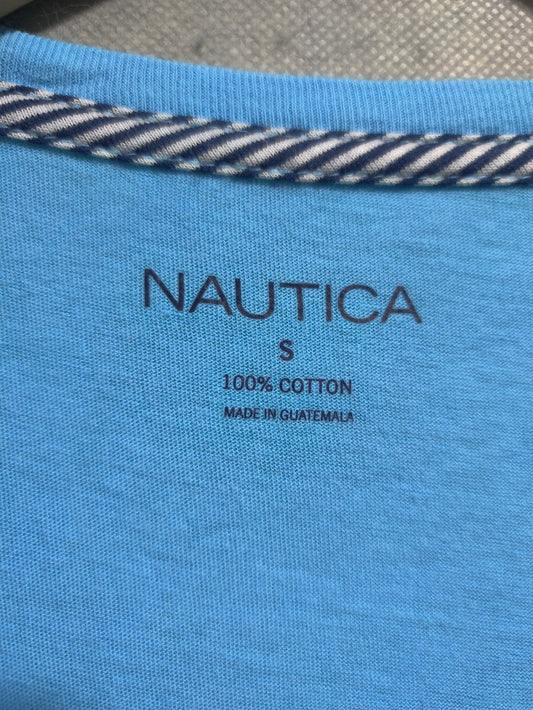 NAUTICA
S
100% COTTON
MADE IN GUATEMALA